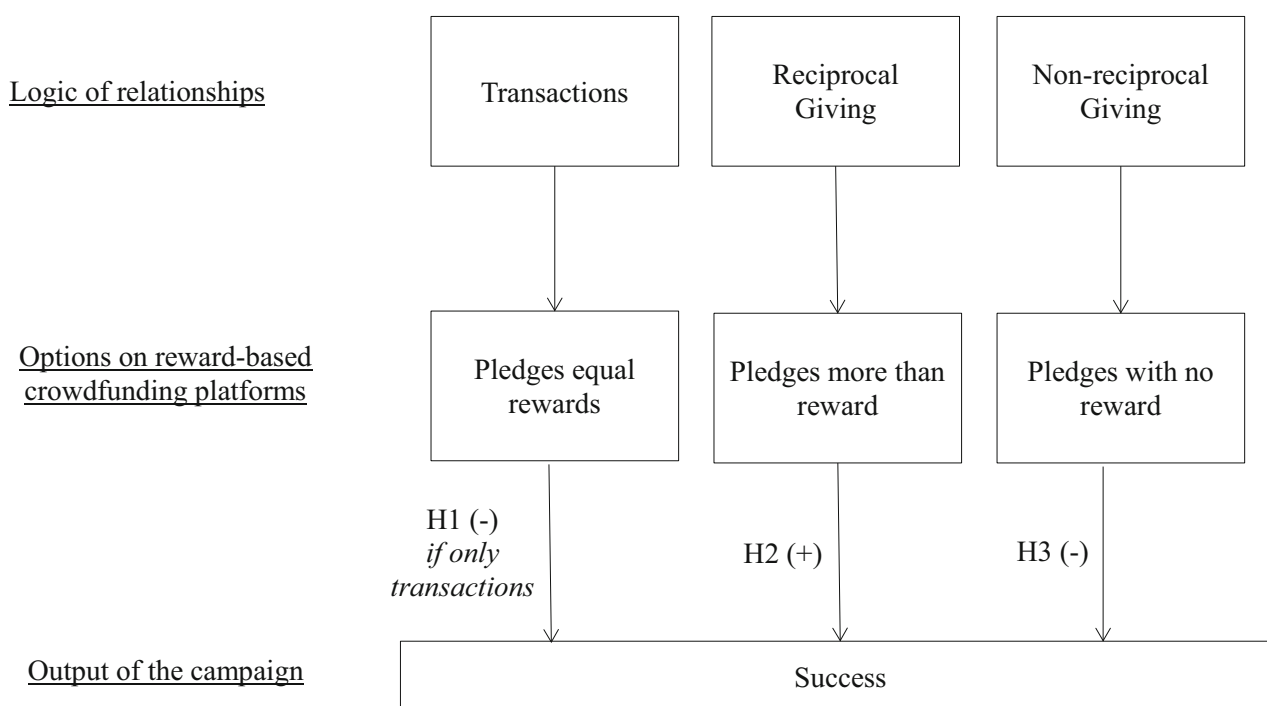 Logic of relationships
Transactions
Reciprocal
Giving
Non-reciprocal
Giving
Options on reward-based
crowdfunding platforms
Pledges equal
rewards
Pledges more than
reward
Pledges with no
reward
H1 (-)
if only
transactions
H2 (+)
H3 (-)
Output of the campaign
Success